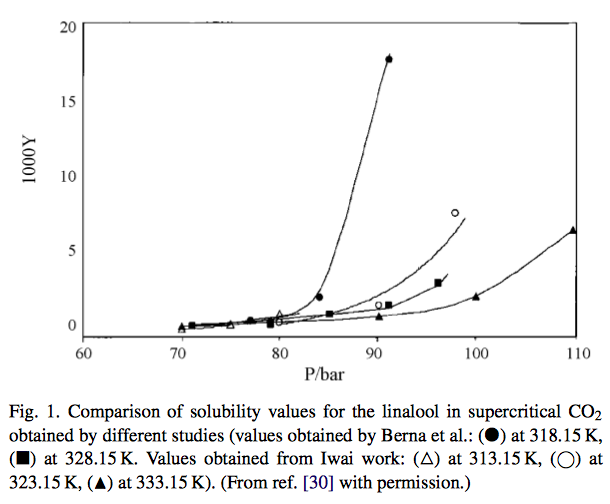 20
15
1000Y
10
5
0
60 70 80 90 100 110
P/bar
Fig. 1. Comparison of solubility values for the linalool in supercritical CO₂
obtained by different studies (values obtained by Berna et al.: (●) at 318.15 K,
(■) at 328.15 K. Values obtained from Iwai work: (△) at 313.15 K, (○) at
323.15 K, (▲) at 333.15 K). (From ref. [30] with permission.)